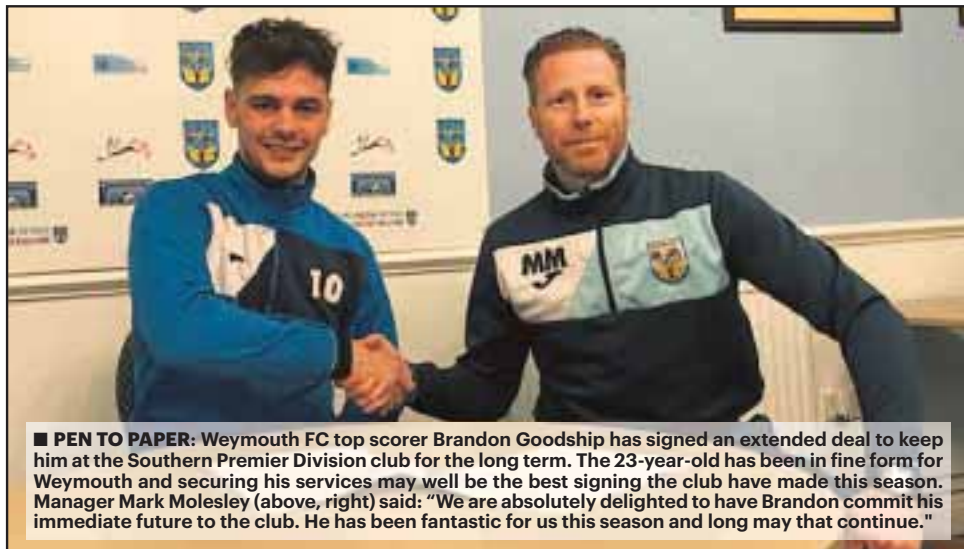 10
MM
■ PEN TO PAPER: Weymouth FC top scorer Brandon Goodship has signed an extended deal to keep
him at the Southern Premier Division club for the long term. The 23-year-old has been in fine form for
Weymouth and securing his services may well be the best signing the club have made this season.
Manager Mark Molesley (above, right) said: “We are absolutely delighted to have Brandon commit his
immediate future to the club. He has been fantastic for us this season and long may that continue."